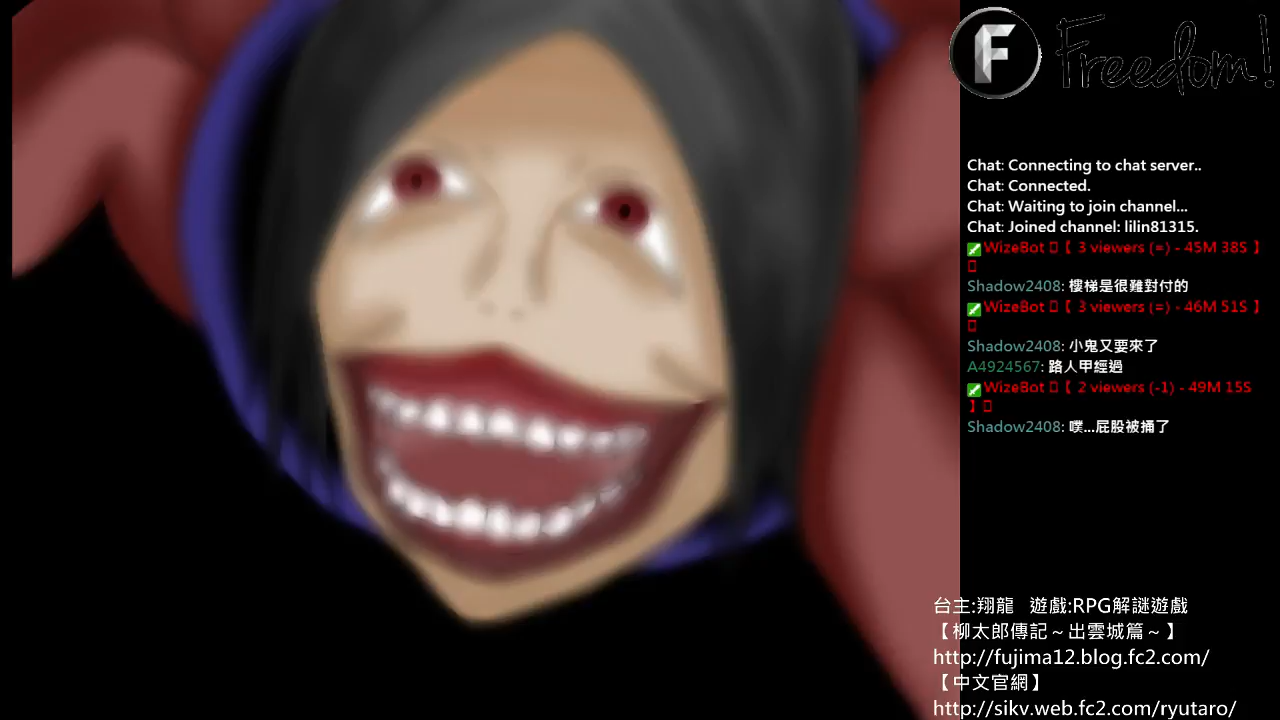 F Freedom!
Chat: Connecting to chat server..
Chat: Connected.
Chat: Waiting to join channel...
Chat: Joined channel: lilin81315.
WizeBot 【 3 viewers (=) - 45M 38S 】
Shadow2408: 樓梯是很難對付的
WizeBot 【 3 viewers (=) - 46M 51S 】
Shadow2408: 小鬼又要來了
A4924567: 路人甲經過
WizeBot 【 2 viewers (-1) - 49M 15S
】
Shadow2408: 噗...屁股被捅了
台主:翔龍 遊戲:RPG解謎遊戲
【柳太郎傳記～出雲城篇～】
http://fujima12.blog.fc2.com/
【中文官網】
http://sikv.web.fc2.com/ryutaro/